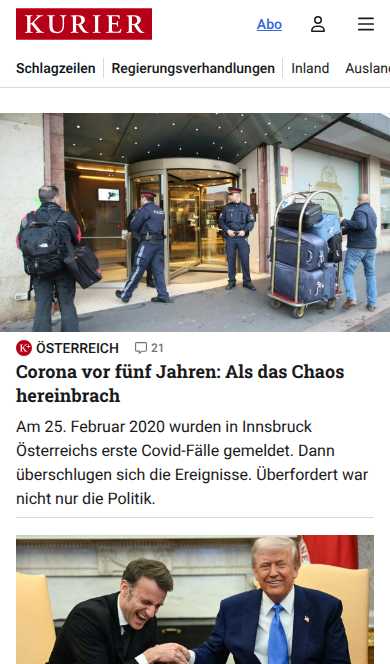 KURIER
Abo
Schlagzeilen
Regierungsverhandlungen
Inland
Auslan
K+ ÖSTERREICH 21
Corona vor fünf Jahren: Als das Chaos
hereinbrach
Am 25. Februar 2020 wurden in Innsbruck
Österreichs erste Covid-Fälle gemeldet. Dann
überschlugen sich die Ereignisse. Überfordert war
nicht nur die Politik.